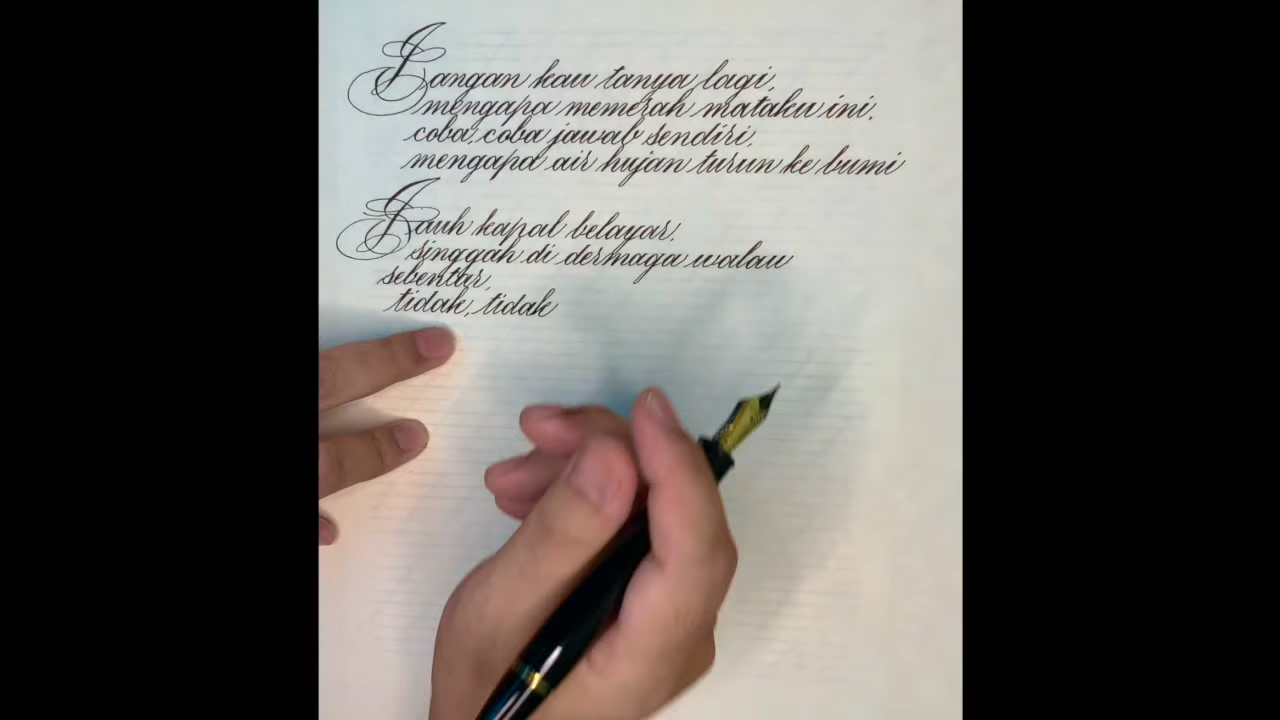 Jangan kau tanya lagi,
mengapa memerah mataku ini.
coba, coba jawab sendiri,
mengapa air hujan turun ke bumi
Jauh kapal belayar.
singgah di dermaga walau
sebentar,
tidak, tidak